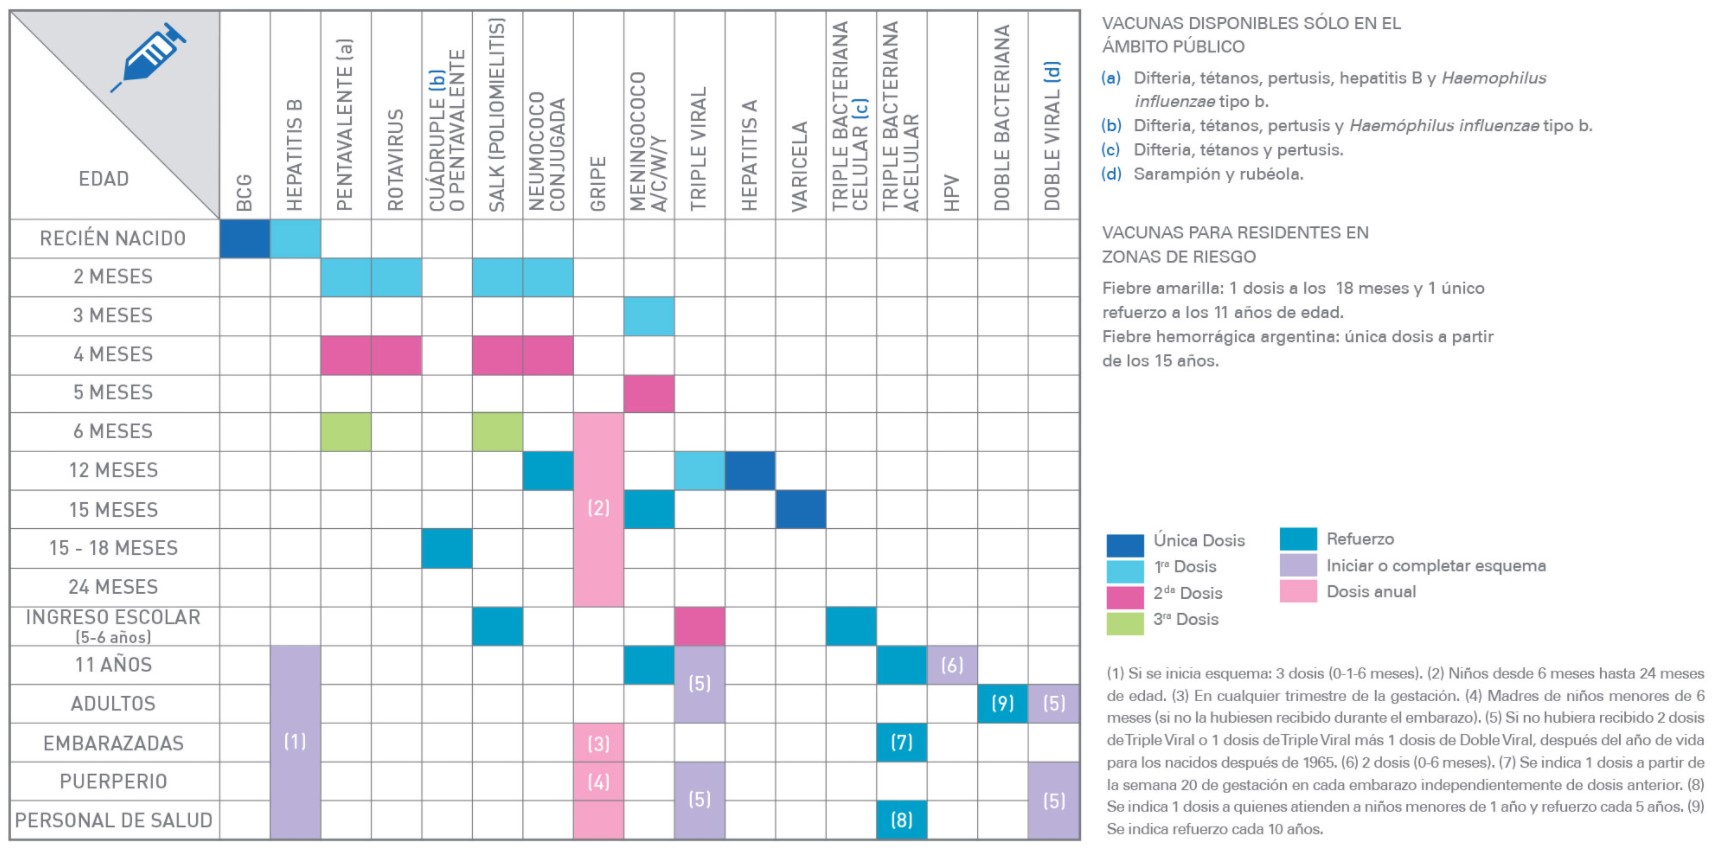 EDAD
BCG
HEPATITIS B
PENTAVALENTE (a)
ROTAVIRUS
CUÁDRUPLE (b)
O PENTAVALENTE
SALK (POLIOMIELITIS)
NEUMOCOCO
CONJUGADA
GRIPE
MENINGOCOCO
A/C/W/Y
TRIPLE VIRAL
HEPATITIS A
VARICELA
TRIPLE BACTERIANA
CELULAR (c)
TRIPLE BACTERIANA
ACELULAR
HPV
DOBLE BACTERIANA
DOBLE VIRAL (d)
RECIÉN NACIDO
2 MESES
3 MESES
4 MESES
5 MESES
6 MESES
12 MESES
15 MESES
(2)
15 - 18 MESES
24 MESES
INGRESO ESCOLAR
(5-6 años)
11 AÑOS
(6)
(5)
ADULTOS
(9)
(5)
EMBARAZADAS
(1)
(3)
(7)
PUERPERIO
(4)
(5)
(5)
PERSONAL DE SALUD
(8)
VACUNAS DISPONIBLES SÓLO EN EL
ÁMBITO PÚBLICO
(a) Difteria, tétanos, pertusis, hepatitis B y Haemophilus
influenzae tipo b.
(b) Difteria, tétanos, pertusis y Haemóphilus influenzae tipo b.
(c) Difteria, tétanos y pertusis.
(d) Sarampión y rubéola.
VACUNAS PARA RESIDENTES EN
ZONAS DE RIESGO
Fiebre amarilla: 1 dosis a los 18 meses y 1 único
refuerzo a los 11 años de edad.
Fiebre hemorrágica argentina: única dosis a partir
de los 15 años.
Única Dosis
1ra Dosis
2da Dosis
3ra Dosis
Refuerzo
Iniciar o completar esquema
Dosis anual
(1) Si se inicia esquema: 3 dosis (0-1-6 meses). (2) Niños desde 6 meses hasta 24 meses
de edad. (3) En cualquier trimestre de la gestación. (4) Madres de niños menores de 6
meses (si no la hubiesen recibido durante el embarazo). (5) Si no hubiera recibido 2 dosis
de Triple Viral o 1 dosis de Triple Viral más 1 dosis de Doble Viral, después del año de vida
para los nacidos después de 1965. (6) 2 dosis (0-6 meses). (7) Se indica 1 dosis a partir de
la semana 20 de gestación en cada embarazo independientemente de dosis anterior. (8)
Se indica 1 dosis a quienes atienden a niños menores de 1 año y refuerzo cada 5 años. (9)
Se indica refuerzo cada 10 años.